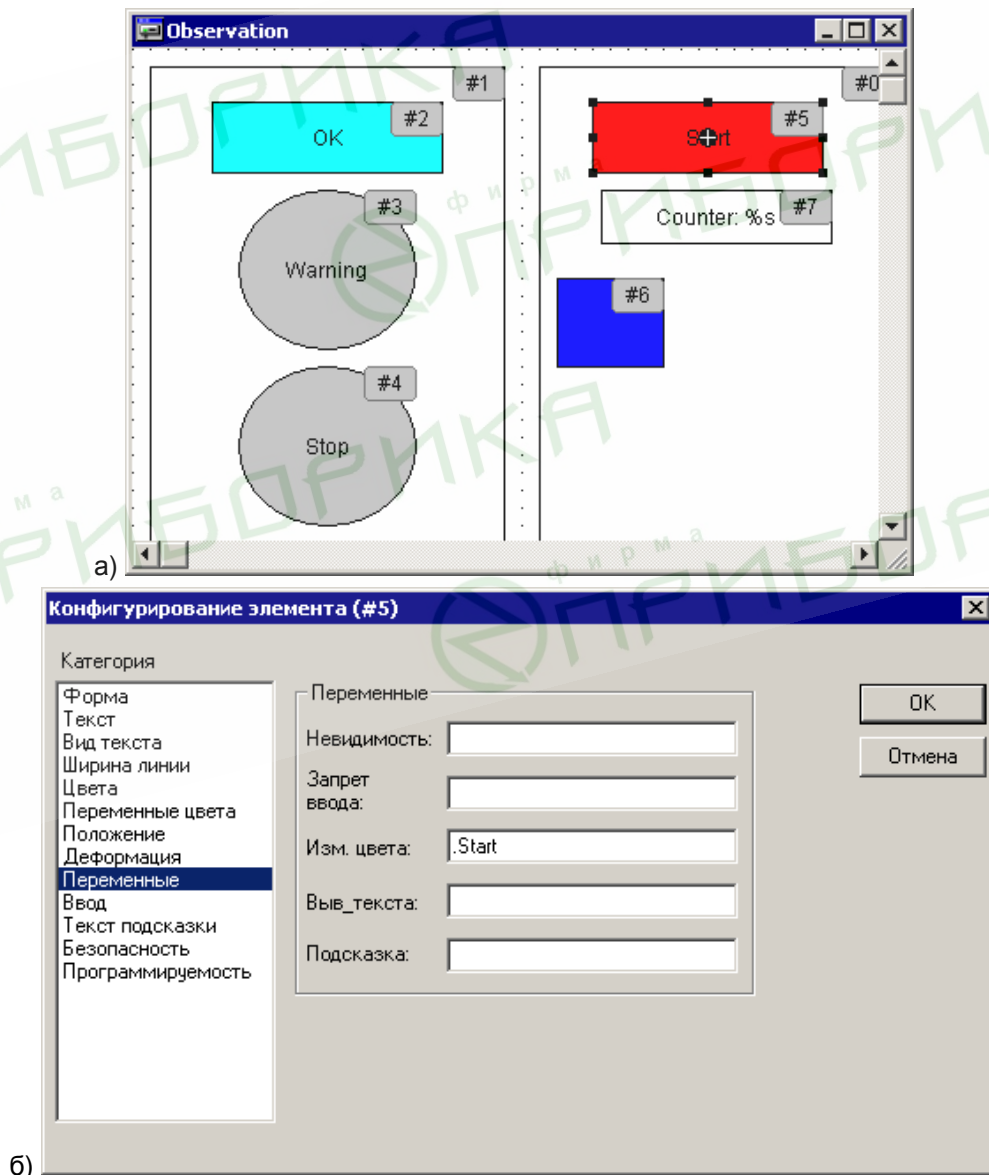 Observation
#1
#0
#2
OK
#5
Start
#3
Warning
Counter: %s
#7
#6
#4
Stop
а)
Конфигурирование элемента (#5)
Категория
Форма
Текст
Вид текста
Ширина линии
Цвета
Переменные цвета
Положение
Деформация
Переменные
Ввод
Текст подсказки
Безопасность
Программируемость
Переменные
Невидимость:
Запрет
ввода:
Изм. цвета:
.Start
Выв_текста:
Подсказка:
OK
Отмена
б)
фирма
ПРИБОРИКА